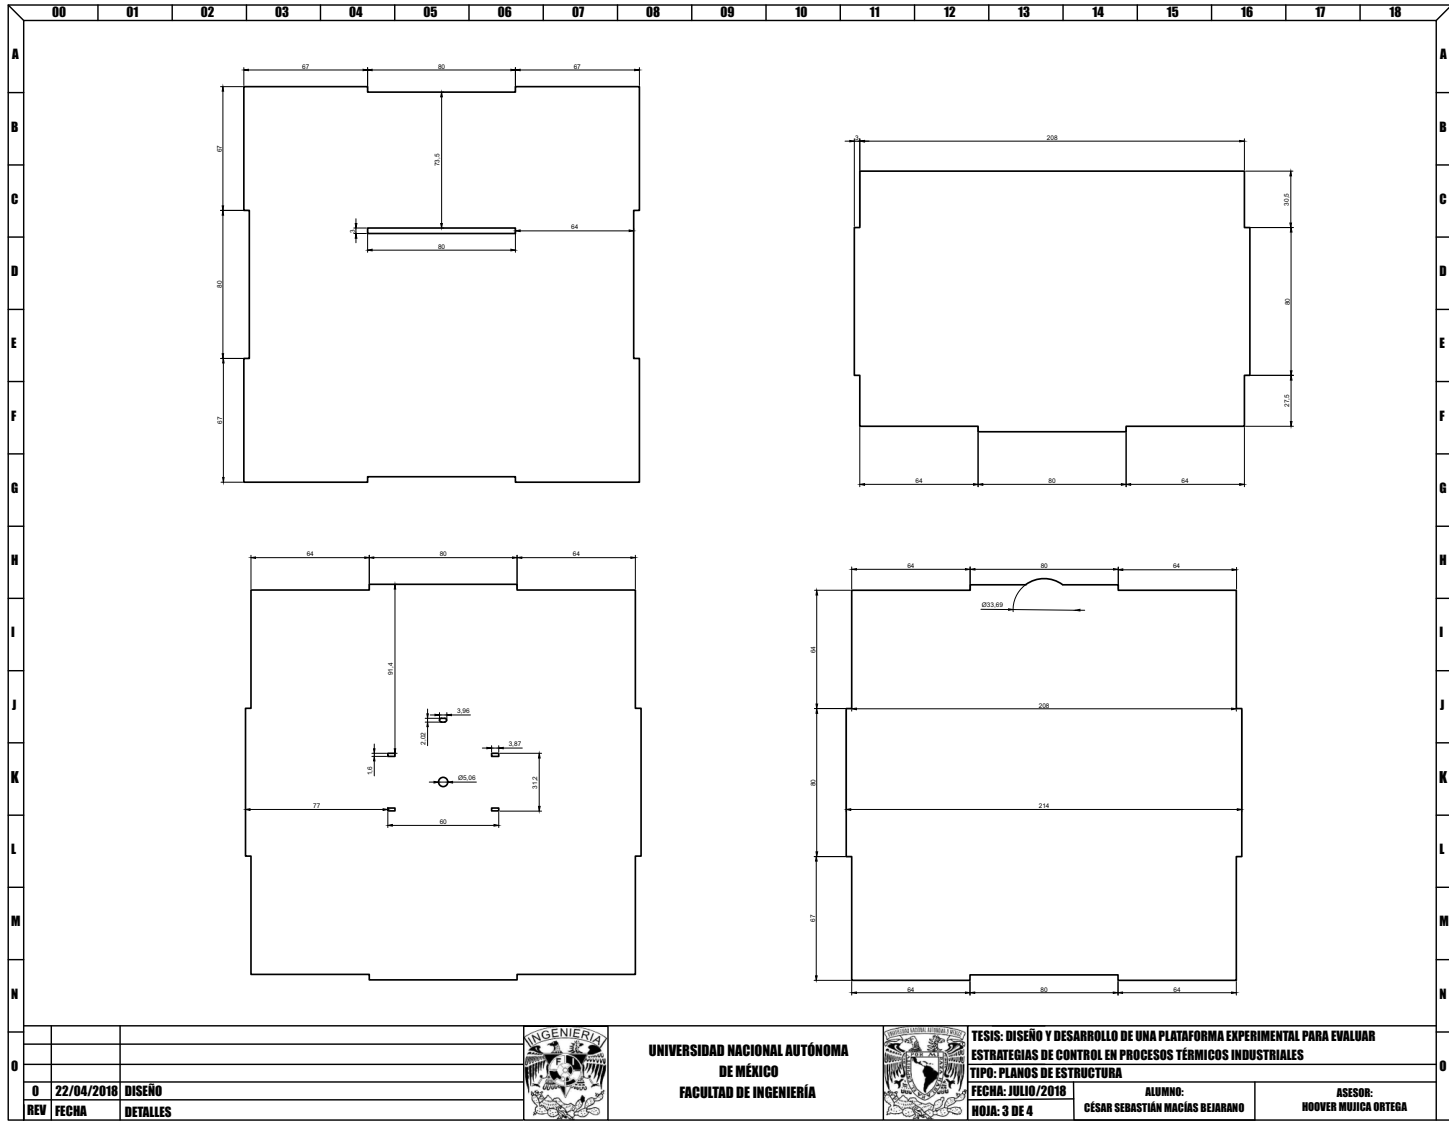 00 01 02 03 04 05 06 07 08 09 10 11 12 13 14 15 16 17 18
A A
B B
C C
D D
E E
F F
G G
H H
I I
J J
K K
L L
M M
N N
O O
67 80 67
67
73,5
3
80
64
80
67
3 208
30,5
80
27,5
64 80 64
64 80 64
91,4
3,96
2,02
3,87
1,6
Ø5,06
31,2
77
60
64 80 64
Ø33,69
64
208
80
214
67
64 80 64
0 22/04/2018 DISEÑO
REV FECHA DETALLES
INGENIERIA
UNIVERSIDAD NACIONAL AUTÓNOMA
DE MÉXICO
FACULTAD DE INGENIERÍA
TESIS: DISEÑO Y DESARROLLO DE UNA PLATAFORMA EXPERIMENTAL PARA EVALUAR
ESTRATEGIAS DE CONTROL EN PROCESOS TÉRMICOS INDUSTRIALES
TIPO: PLANOS DE ESTRUCTURA
FECHA: JULIO/2018
HOJA: 3 DE 4
ALUMNO:
CÉSAR SEBASTIÁN MACÍAS BEJARANO
ASESOR:
HOOVER MUJICA ORTEGA